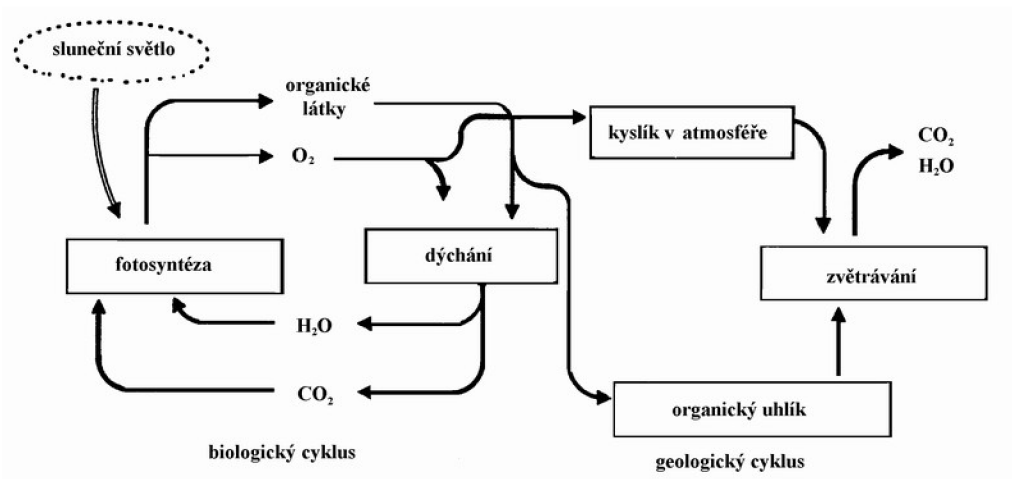 sluneční světlo
organické
látky
O₂
kyslík v atmosféře
CO₂
H₂O
fotosyntéza
dýchání
zvětrávání
H₂O
CO₂
organický uhlík
biologický cyklus
geologický cyklus